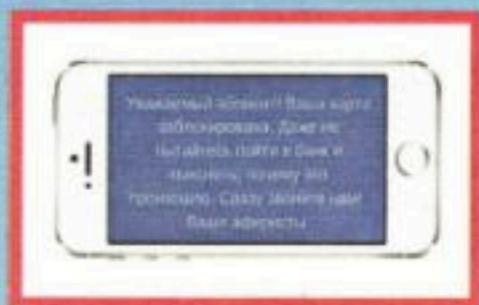 Уважаемый абонент! Ваша карта
заблокирована. Даже не
пытайтесь пойти в банк и
выяснить, почему это
произошло. Сразу звоните нам!
Ваши аферисты